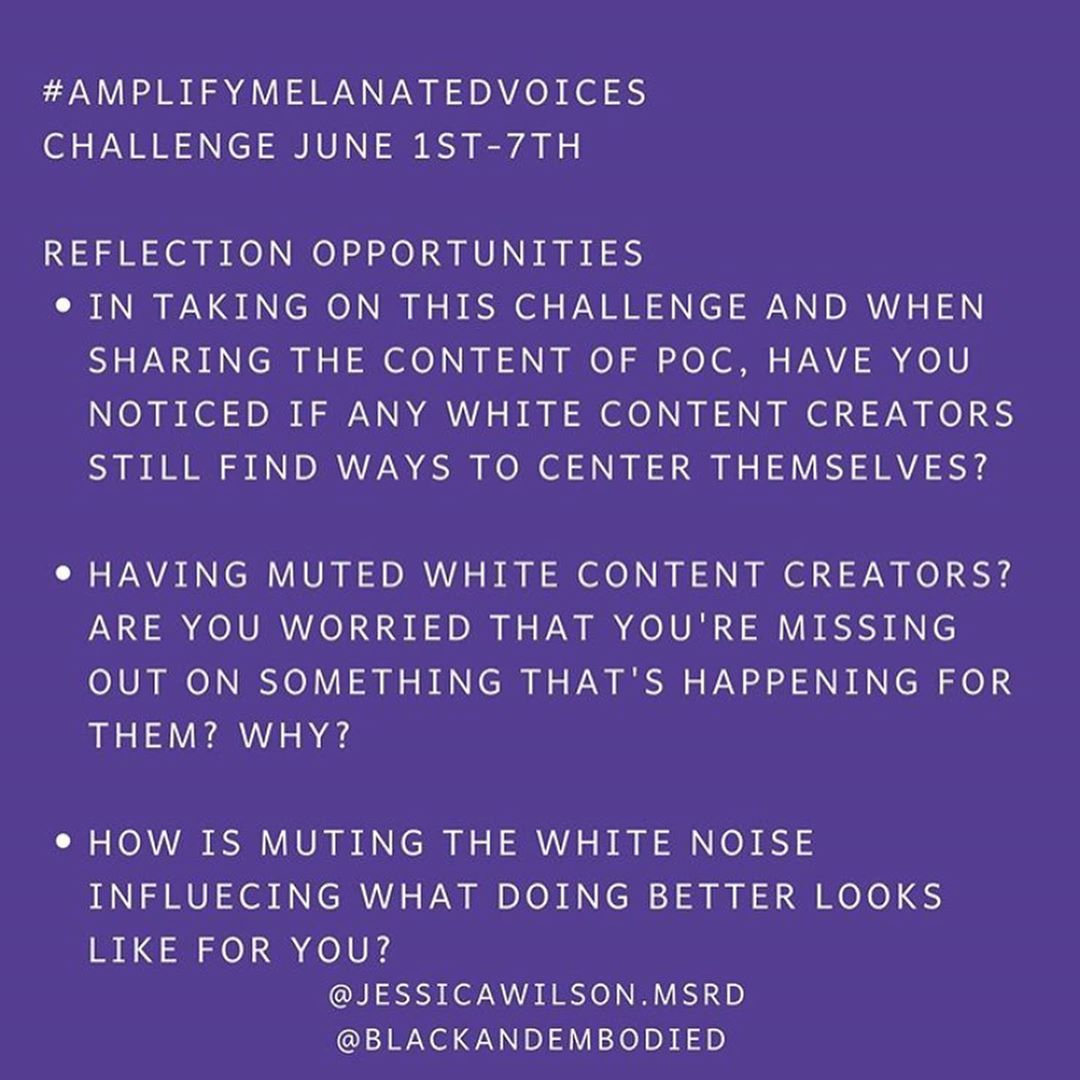 #AMPLIFYMELANATEDVOICES
CHALLENGE JUNE 1ST-7TH
REFLECTION OPPORTUNITIES
• IN TAKING ON THIS CHALLENGE AND WHEN
SHARING THE CONTENT OF POC, HAVE YOU
NOTICED IF ANY WHITE CONTENT CREATORS
STILL FIND WAYS TO CENTER THEMSELVES?
• HAVING MUTED WHITE CONTENT CREATORS?
ARE YOU WORRIED THAT YOU'RE MISSING
OUT ON SOMETHING THAT'S HAPPENING FOR
THEM? WHY?
• HOW IS MUTING THE WHITE NOISE
INFLUECING WHAT DOING BETTER LOOKS
LIKE FOR YOU?
@JESSICAWILSON.MSRD
@BLACKANDEMBODIED